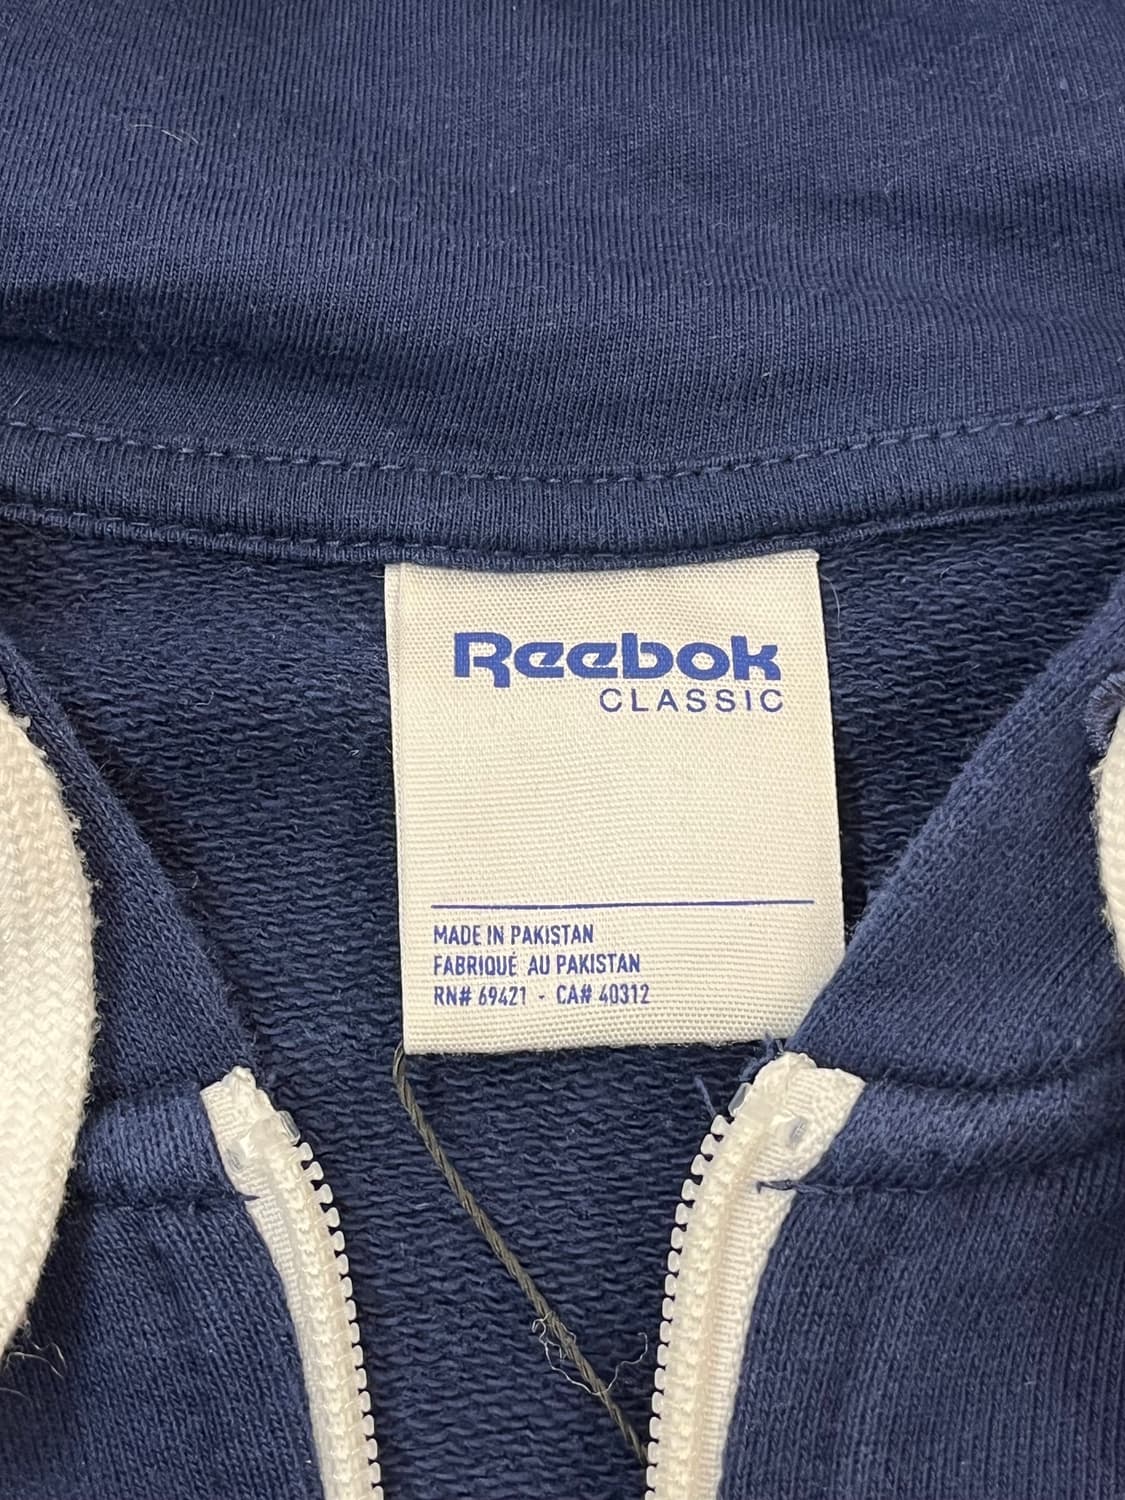 Reebok
CLASSIC
MADE IN PAKISTAN
FABRIQUÉ AU PAKISTAN
RN# 69421 - CA# 40312